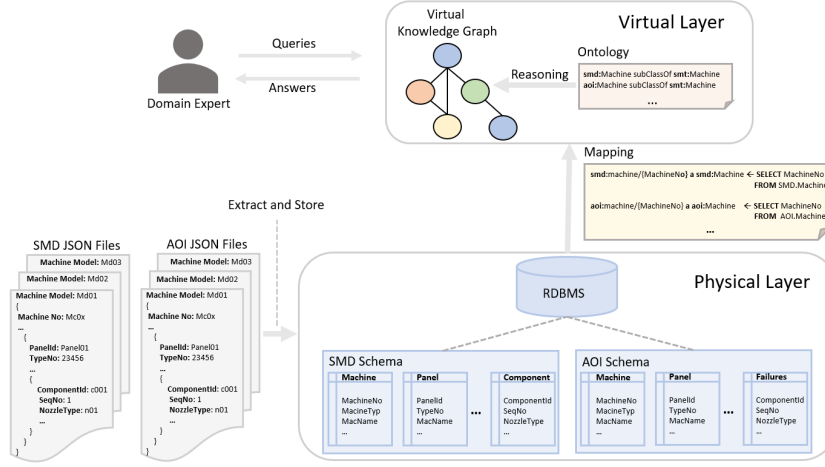 Virtual Layer
Virtual
Knowledge Graph
Queries
Answers
Domain Expert
Reasoning
Ontology
smd:Machine subClassOf smt:Machine
aoi:Machine subClassOf smt:Machine
...
Mapping
smd:machine/{MachineNo} a smd:Machine ← SELECT MachineNo
FROM SMD.Machine
aoi:machine/{MachineNo} a aoi:Machine ← SELECT MachineNo
FROM AOI.Machine
...
Extract and Store
SMD JSON Files
Machine Model: Md03
Machine Model: Md02
Machine Model: Md01
{
Machine No: Mc0x
...
{
PanelId: Panel01
TypeNo: 23456
...
{
ComponentId: c001
SeqNo: 1
NozzleType: n01
...
}
}
}
AOI JSON Files
Machine Model: Md03
Machine Model: Md02
Machine Model: Md01
{
Machine No: Mc0x
...
{
PanelId: Panel01
TypeNo: 23456
...
{
ComponentId: c001
SeqNo: 1
NozzleType: n01
...
}
}
}
Physical Layer
RDBMS
SMD Schema
Machine
MachineNo
MacineTyp
MacName
...
Panel
PanelId
TypeNo
MacName
...
...
Component
ComponentId
SeqNo
NozzleType
...
AOI Schema
Machine
MachineNo
MacineTyp
MacName
...
Panel
PanelId
TypeNo
MacName
...
...
Failures
ComponentId
SeqNo
NozzleType
...